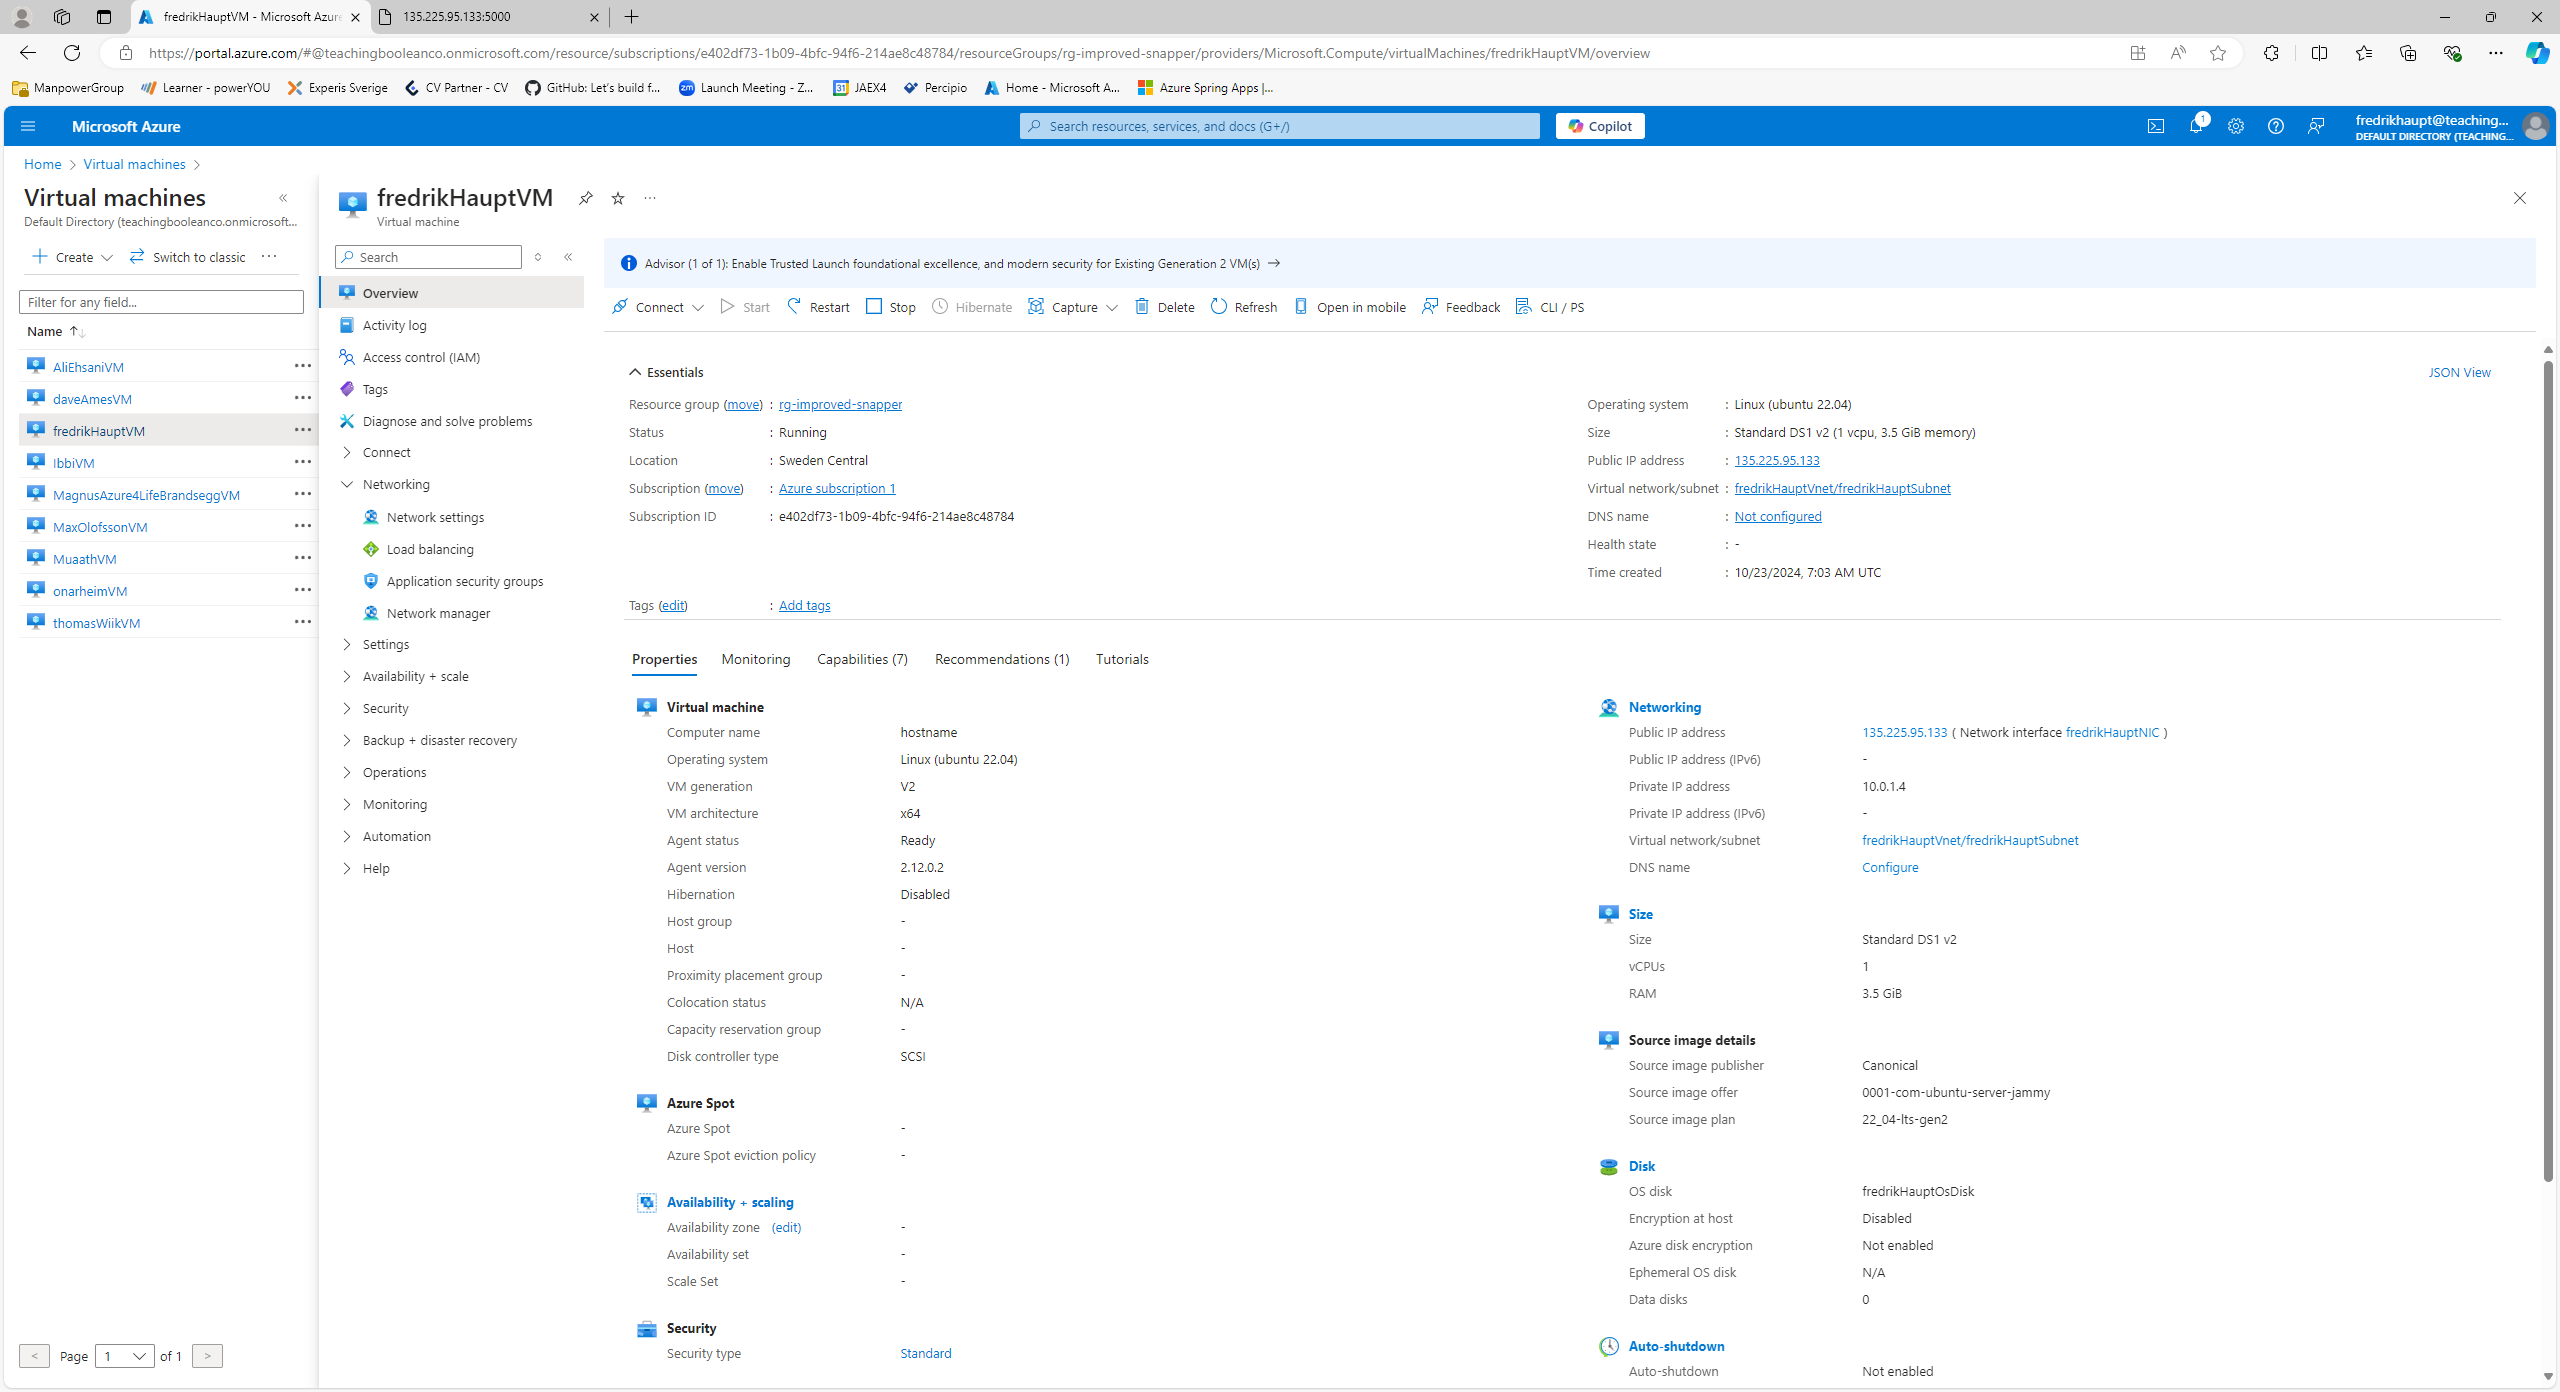 fredrikHauptVM - Microsoft Azure
135.225.95.133:5000
https://portal.azure.com/#@teachingbooleanco.onmicrosoft.com/resource/subscriptions/e402df73-1b09-4bfc-94f6-214ae8c48784/resourceGroups/rg-improved-snapper/providers/Microsoft.Compute/virtualMachines/fredrikHauptVM/overview
ManpowerGroup
Learner - powerYOU
Experis Sverige
CV Partner - CV
GitHub: Let's build f...
Launch Meeting - Z...
JAEX4
Percipio
Home - Microsoft A...
Azure Spring Apps |...
Microsoft Azure
Search resources, services, and docs (G+/)
Copilot
1
fredrikhaupt@teaching...
DEFAULT DIRECTORY (TEACHING...
Home
Virtual machines
Virtual machines
Default Directory (teachingbooleanco.onmicrosoft...
Create
Switch to classic
Filter for any field...
Name
AliEhsaniVM
daveAmesVM
fredrikHauptVM
IbbiVM
MagnusAzure4LifeBrandseggVM
MaxOlofssonVM
MuaathVM
onarheimVM
thomasWiikVM
< Page 1 of 1 >
fredrikHauptVM
Virtual machine
Search
Overview
Activity log
Access control (IAM)
Tags
Diagnose and solve problems
Connect
Networking
Network settings
Load balancing
Application security groups
Network manager
Settings
Availability + scale
Security
Backup + disaster recovery
Operations
Monitoring
Automation
Help
Advisor (1 of 1): Enable Trusted Launch foundational excellence, and modern security for Existing Generation 2 VM(s)
Connect
Start
Restart
Stop
Hibernate
Capture
Delete
Refresh
Open in mobile
Feedback
CLI / PS
Essentials
JSON View
Resource group (move) : rg-improved-snapper
Status : Running
Location : Sweden Central
Subscription (move) : Azure subscription 1
Subscription ID : e402df73-1b09-4bfc-94f6-214ae8c48784
Operating system : Linux (ubuntu 22.04)
Size : Standard DS1 v2 (1 vcpu, 3.5 GiB memory)
Public IP address : 135.225.95.133
Virtual network/subnet : fredrikHauptVnet/fredrikHauptSubnet
DNS name : Not configured
Health state : -
Time created : 10/23/2024, 7:03 AM UTC
Tags (edit) : Add tags
Properties
Monitoring
Capabilities (7)
Recommendations (1)
Tutorials
Virtual machine
Computer name hostname
Operating system Linux (ubuntu 22.04)
VM generation V2
VM architecture x64
Agent status Ready
Agent version 2.12.0.2
Hibernation Disabled
Host group -
Host -
Proximity placement group -
Colocation status N/A
Capacity reservation group -
Disk controller type SCSI
Azure Spot
Azure Spot -
Azure Spot eviction policy -
Availability + scaling
Availability zone (edit) -
Availability set -
Scale Set -
Security
Security type Standard
Networking
Public IP address 135.225.95.133 ( Network interface fredrikHauptNIC )
Public IP address (IPv6) -
Private IP address 10.0.1.4
Private IP address (IPv6) -
Virtual network/subnet fredrikHauptVnet/fredrikHauptSubnet
DNS name Configure
Size
Size Standard DS1 v2
vCPUs 1
RAM 3.5 GiB
Source image details
Source image publisher Canonical
Source image offer 0001-com-ubuntu-server-jammy
Source image plan 22_04-lts-gen2
Disk
OS disk fredrikHauptOsDisk
Encryption at host Disabled
Azure disk encryption Not enabled
Ephemeral OS disk N/A
Data disks 0
Auto-shutdown
Auto-shutdown Not enabled